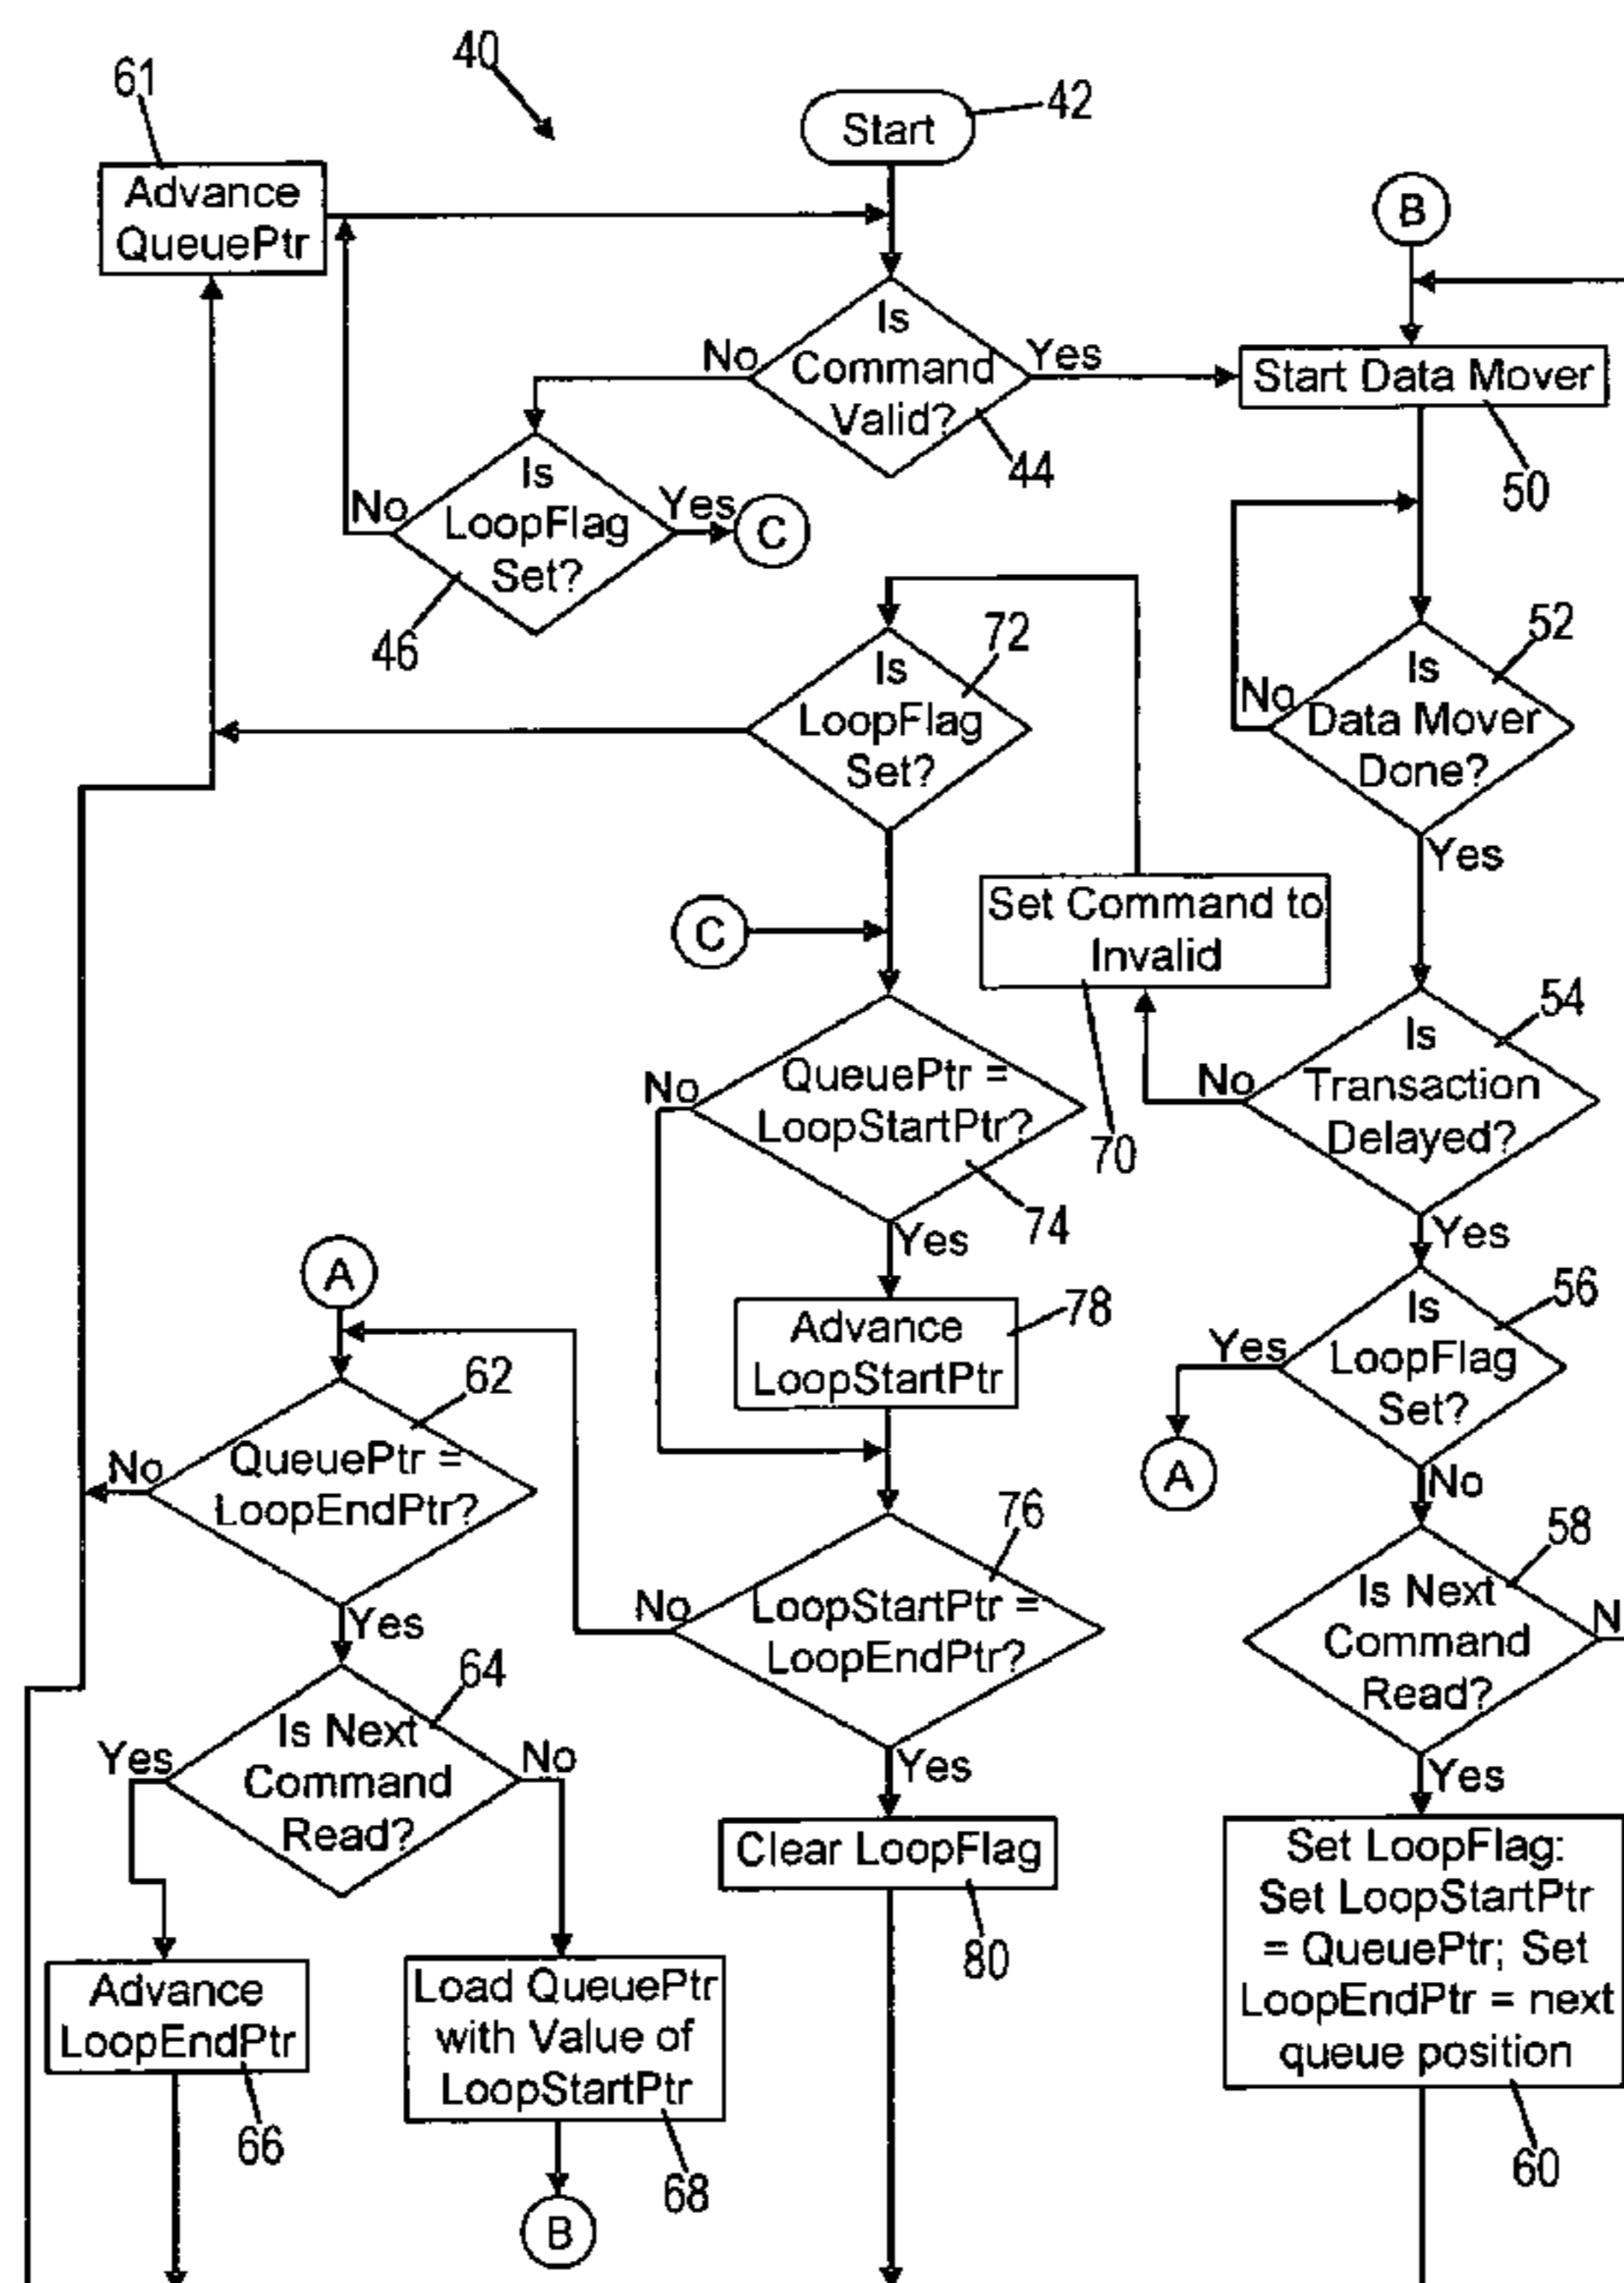 40
61
42
Start
Advance
QueuePtr
B
Is
Command
Valid?
No
Yes
44
Start Data Mover
50
Is
LoopFlag
Set?
No
Yes
C
46
72
Is
LoopFlag
Set?
52
Is
Data Mover
Done?
No
Yes
C
Set Command to
Invalid
70
54
Is
Transaction
Delayed?
No
Yes
QueuePtr =
LoopStartPtr?
No
74
Yes
A
78
Advance
LoopStartPtr
56
Is
LoopFlag
Set?
Yes
A
No
62
QueuePtr =
LoopEndPtr?
No
Yes
76
LoopStartPtr =
LoopEndPtr?
No
Yes
58
Is Next
Command
Read?
N
Yes
64
Is Next
Command
Read?
Yes
No
Clear LoopFlag
80
Set LoopFlag:
Set LoopStartPtr
= QueuePtr; Set
LoopEndPtr = next
queue position
60
Advance
LoopEndPtr
66
Load QueuePtr
with Value of
LoopStartPtr
68
B